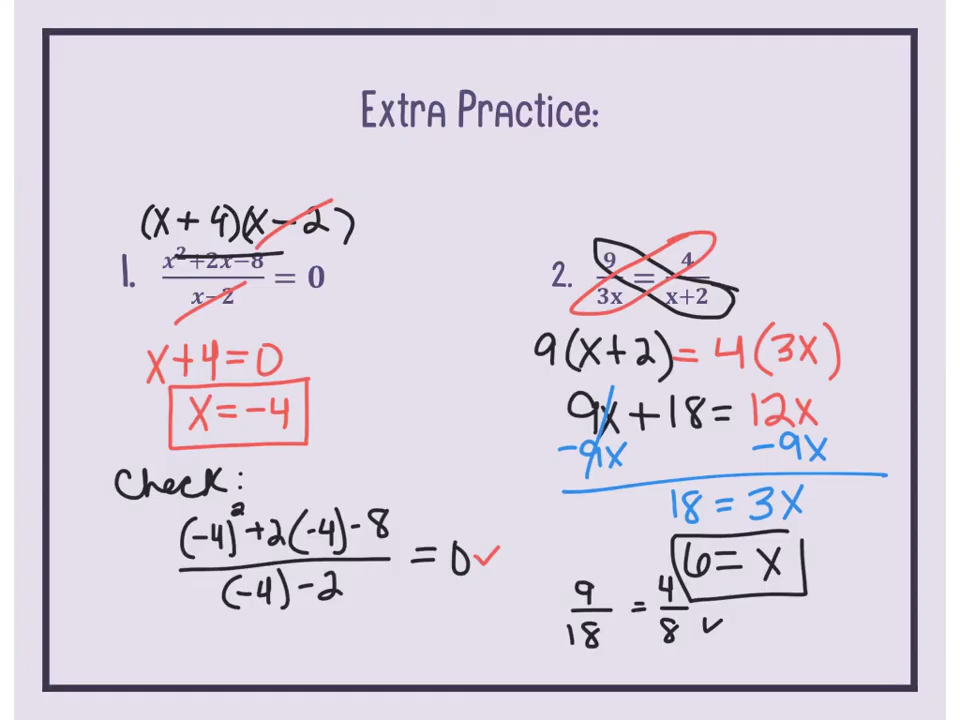 Extra Practice:
(x + 4)(x - 2)
1. x²+2x-8 / x-2 = 0
x + 4 = 0
x = -4
Check:
(-4)² + 2(-4) - 8 / (-4) - 2 = 0 ✓
2. 9 / 3x = 4 / x+2
9(x+2) = 4(3x)
9x + 18 = 12x
-9x -9x
18 = 3x
6 = x
9 / 18 = 4 / 8 ✓